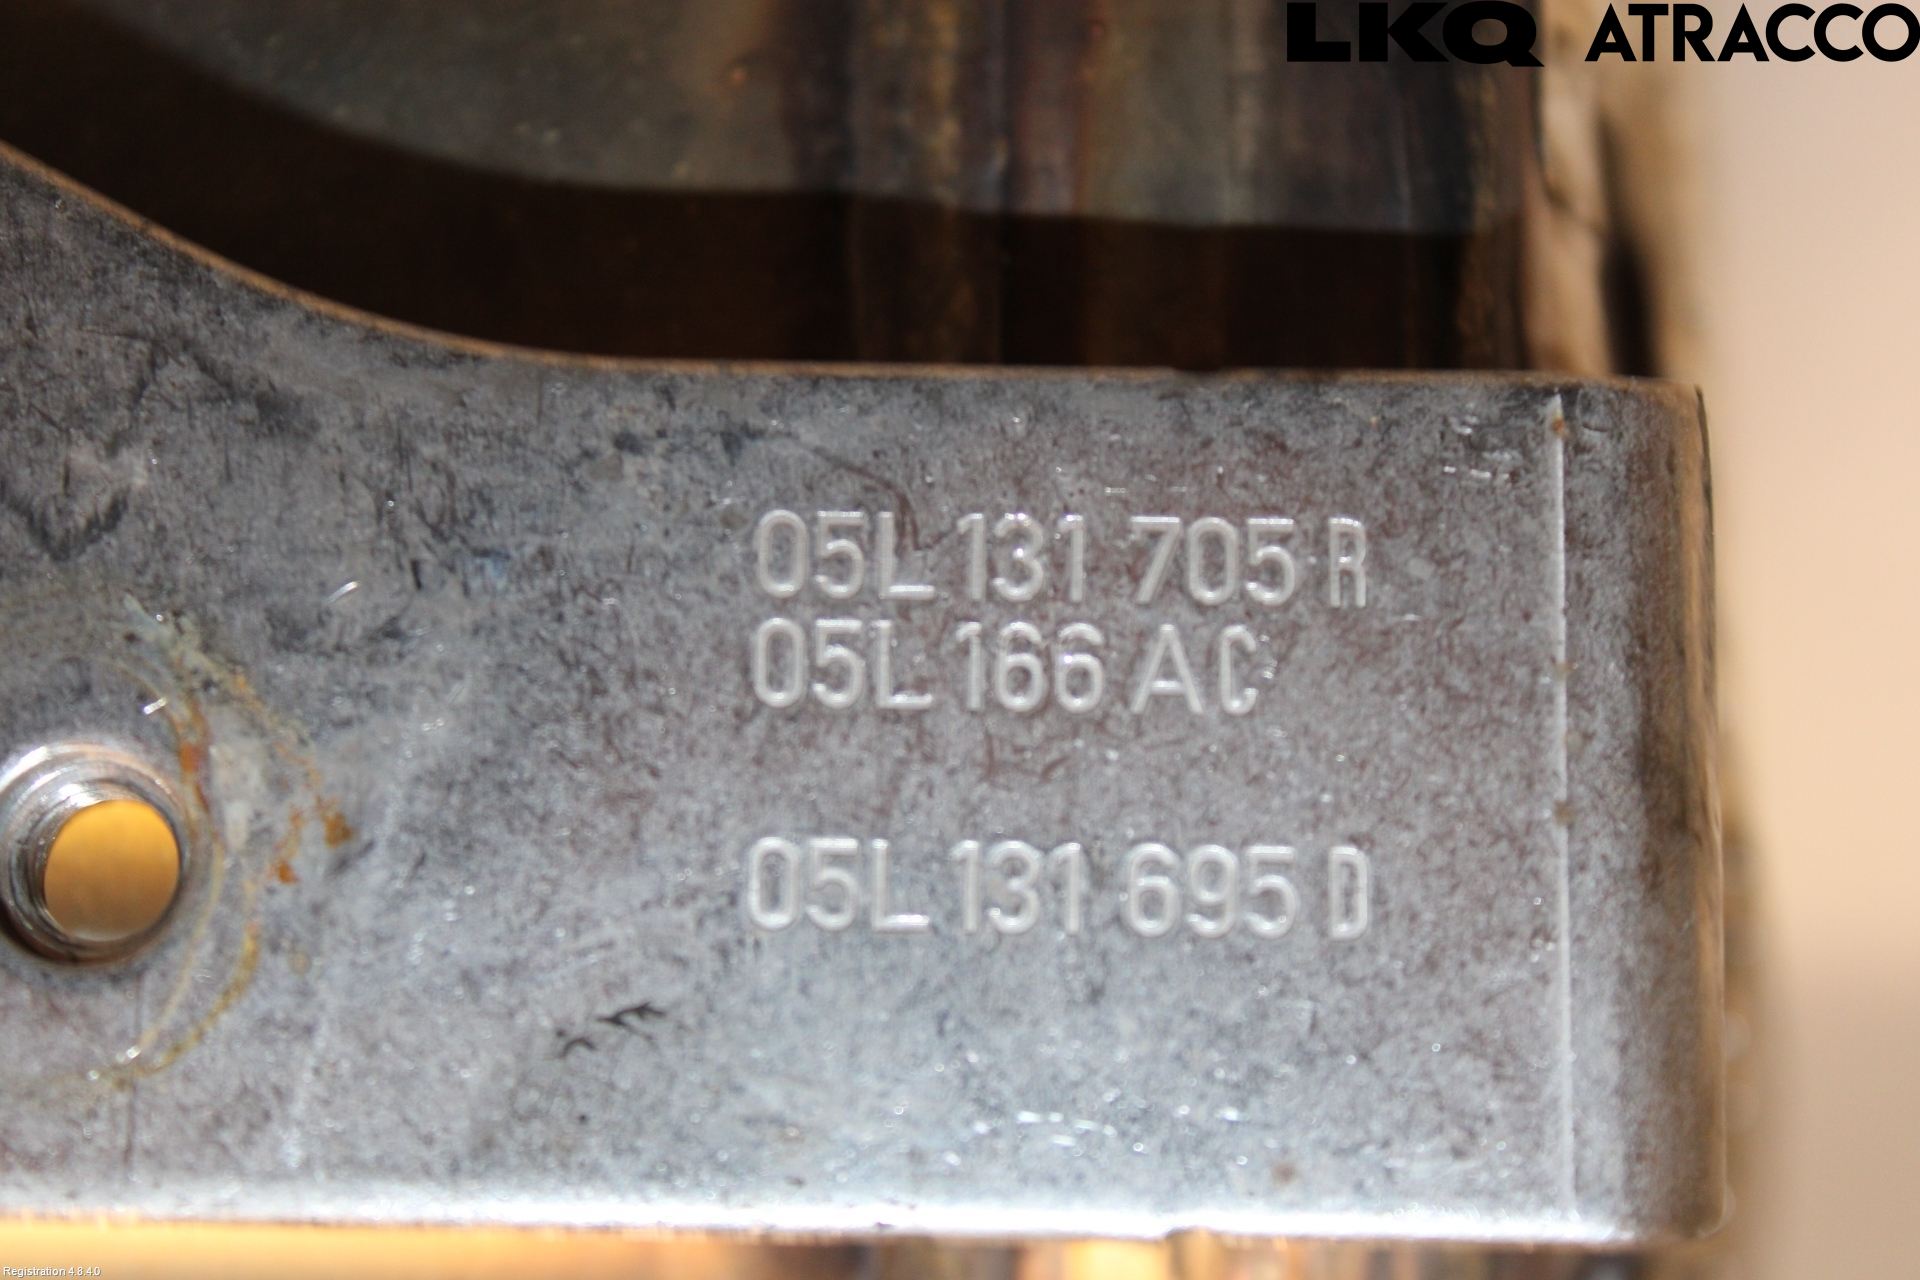 LKQ ATRACCO
05L 131 705 R
05L 166 AC
05L 131 695 D
Registration 4.8.4.0